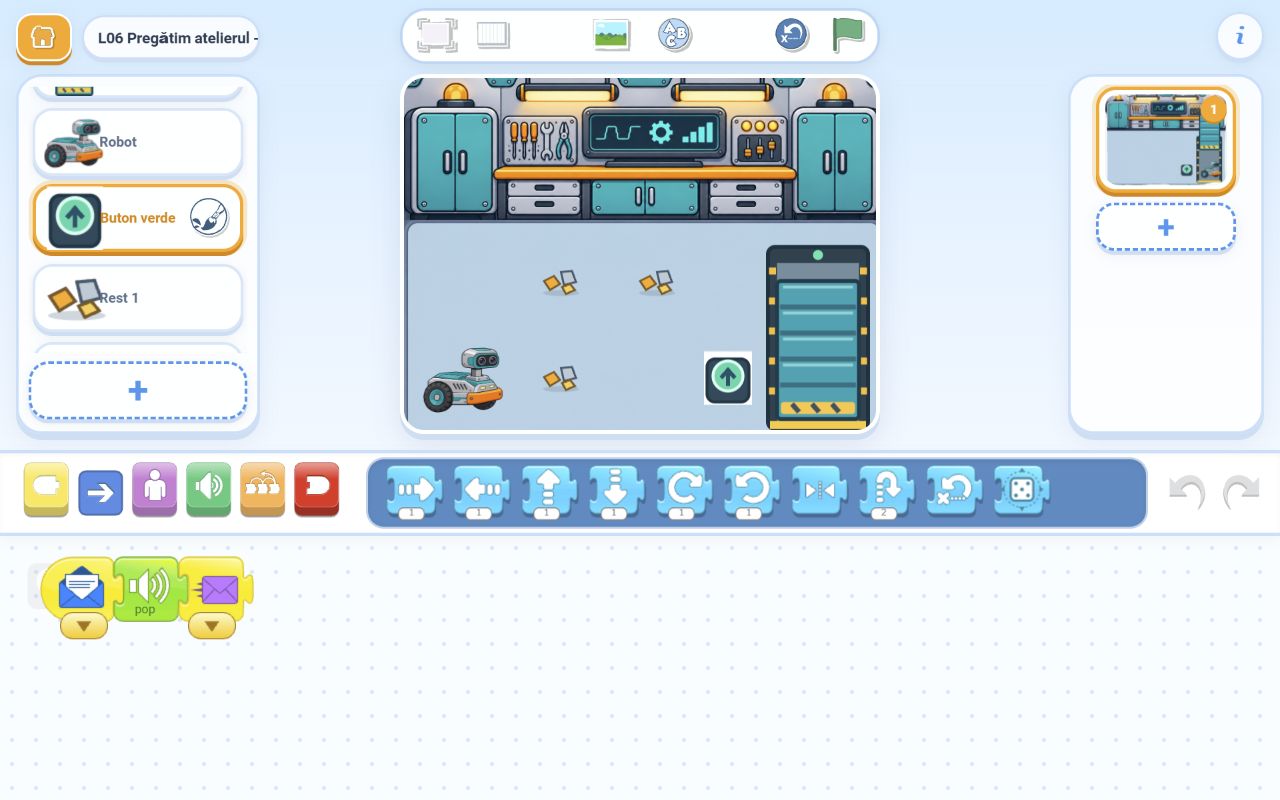 L06 Pregătim atelierul -
i
A
B
C
x
Robot
Buton verde
Rest 1
1
1
1
1
1
1
1
2
x
pop